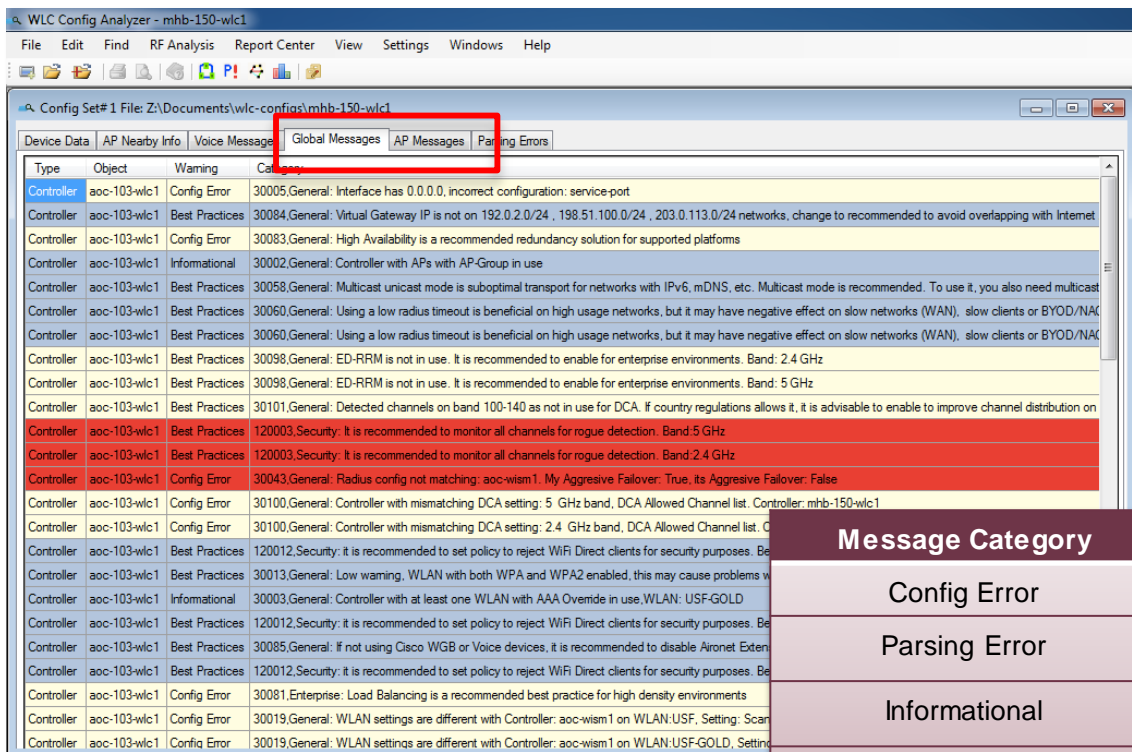 WLC Config Analyzer - mhb-150-wlc1
File Edit Find RF Analysis Report Center View Settings Windows Help
P!
Config Set# 1 File: Z:\Documents\wlc-configs\mhb-150-wlc1
Device Data AP Nearby Info Voice Message Global Messages AP Messages Parsing Errors
Type Object Warning Category
Controller aoc-103-wlc1 Config Error 30005,General: Interface has 0.0.0.0, incorrect configuration: service-port
Controller aoc-103-wlc1 Best Practices 30084,General: Virtual Gateway IP is not on 192.0.2.0/24 , 198.51.100.0/24 , 203.0.113.0/24 networks, change to recommended to avoid overlapping with Internet
Controller aoc-103-wlc1 Config Error 30083,General: High Availability is a recommended redundancy solution for supported platforms
Controller aoc-103-wlc1 Informational 30002,General: Controller with APs with AP-Group in use
Controller aoc-103-wlc1 Best Practices 30058,General: Multicast unicast mode is suboptimal transport for networks with IPv6, mDNS, etc. Multicast mode is recommended. To use it, you also need multicast
Controller aoc-103-wlc1 Best Practices 30060,General: Using a low radius timeout is beneficial on high usage networks, but it may have negative effect on slow networks (WAN), slow clients or BYOD/NAC
Controller aoc-103-wlc1 Best Practices 30060,General: Using a low radius timeout is beneficial on high usage networks, but it may have negative effect on slow networks (WAN), slow clients or BYOD/NAC
Controller aoc-103-wlc1 Best Practices 30098,General: ED-RRM is not in use. It is recommended to enable for enterprise environments. Band: 2.4 GHz
Controller aoc-103-wlc1 Best Practices 30098,General: ED-RRM is not in use. It is recommended to enable for enterprise environments. Band: 5 GHz
Controller aoc-103-wlc1 Best Practices 30101,General: Detected channels on band 100-140 as not in use for DCA. If country regulations allows it, it is advisable to enable to improve channel distribution on
Controller aoc-103-wlc1 Best Practices 120003,Security: It is recommended to monitor all channels for rogue detection. Band:5 GHz
Controller aoc-103-wlc1 Best Practices 120003,Security: It is recommended to monitor all channels for rogue detection. Band:2.4 GHz
Controller aoc-103-wlc1 Config Error 30043,General: Radius config not matching: aoc-wism1. My Aggresive Failover: True, its Aggresive Failover: False
Controller aoc-103-wlc1 Config Error 30100,General: Controller with mismatching DCA setting: 5 GHz band, DCA Allowed Channel list. Controller: mhb-150-wlc1
Controller aoc-103-wlc1 Config Error 30100,General: Controller with mismatching DCA setting: 2.4 GHz band, DCA Allowed Channel list. C
Controller aoc-103-wlc1 Best Practices 120012,Security: it is recommended to set policy to reject WiFi Direct clients for security purposes. Be
Controller aoc-103-wlc1 Best Practices 30013,General: Low warning, WLAN with both WPA and WPA2 enabled, this may cause problems w
Controller aoc-103-wlc1 Informational 30003,General: Controller with at least one WLAN with AAA Override in use,WLAN: USF-GOLD
Controller aoc-103-wlc1 Best Practices 120012,Security: it is recommended to set policy to reject WiFi Direct clients for security purposes. Be
Controller aoc-103-wlc1 Best Practices 30085,General: If not using Cisco WGB or Voice devices, it is recommended to disable Aironet Exten
Controller aoc-103-wlc1 Best Practices 120012,Security: it is recommended to set policy to reject WiFi Direct clients for security purposes. Be
Controller aoc-103-wlc1 Config Error 30081,Enterprise: Load Balancing is a recommended best practice for high density environments
Controller aoc-103-wlc1 Config Error 30019,General: WLAN settings are different with Controller: aoc-wism1 on WLAN:USF, Setting: Scan
Controller aoc-103-wlc1 Config Error 30019,General: WLAN settings are different with Controller: aoc-wism1 on WLAN:USF-GOLD, Setting
Message Category
Config Error
Parsing Error
Informational